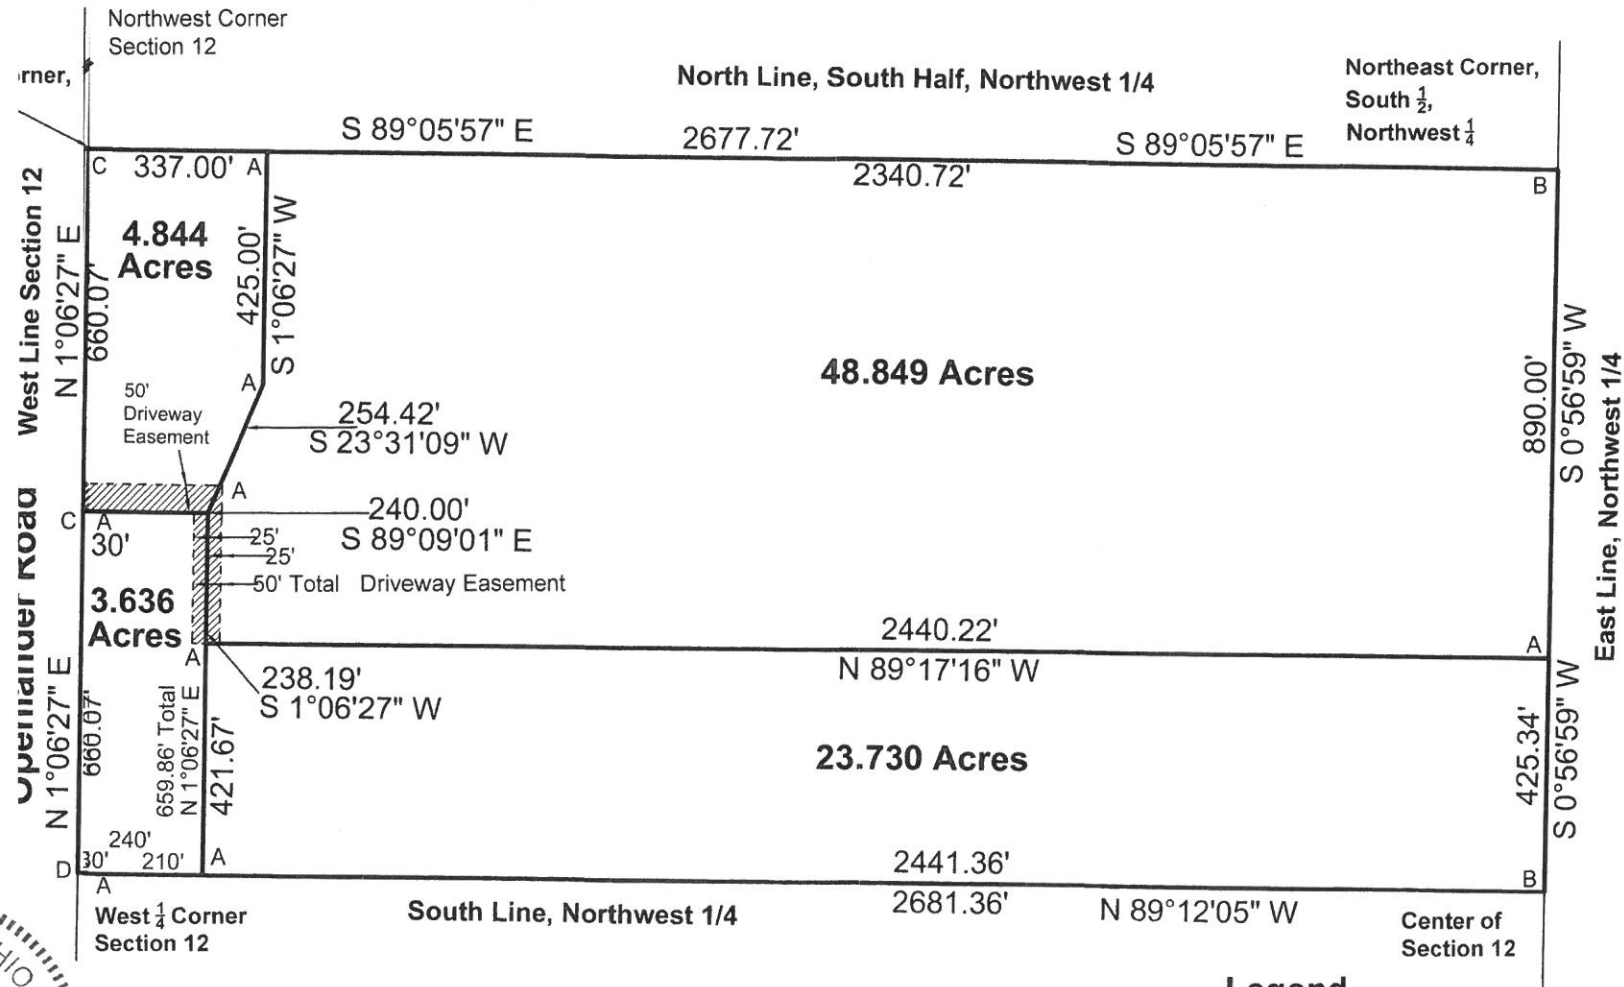 Northwest Corner
Section 12
rner,
North Line, South Half, Northwest 1/4
Northeast Corner,
South 1/2,
Northwest 1/4
S 89°05'57" E
2677.72'
S 89°05'57" E
C
337.00'
A
2340.72'
B
West Line Section 12
N 1°06'27" E
660.07'
4.844
Acres
425.00'
S 1°06'27" W
48.849 Acres
890.00'
S 0°56'59" W
East Line, Northwest 1/4
A
50'
Driveway
Easement
254.42'
S 23°31'09" W
A
C
A
30'
240.00'
S 89°09'01" E
25'
25'
50' Total Driveway Easement
3.636
Acres
2440.22'
N 89°17'16" W
A
A
238.19'
S 1°06'27" W
Road
N 1°06'27" E
660.07'
659.86' Total
N 1°06'27" E
421.67'
23.730 Acres
425.34'
S 0°56'59" W
240'
D
30'
210'
A
A
2441.36'
B
West 1/4 Corner
Section 12
South Line, Northwest 1/4
2681.36'
N 89°12'05" W
Center of
Section 12
Legend